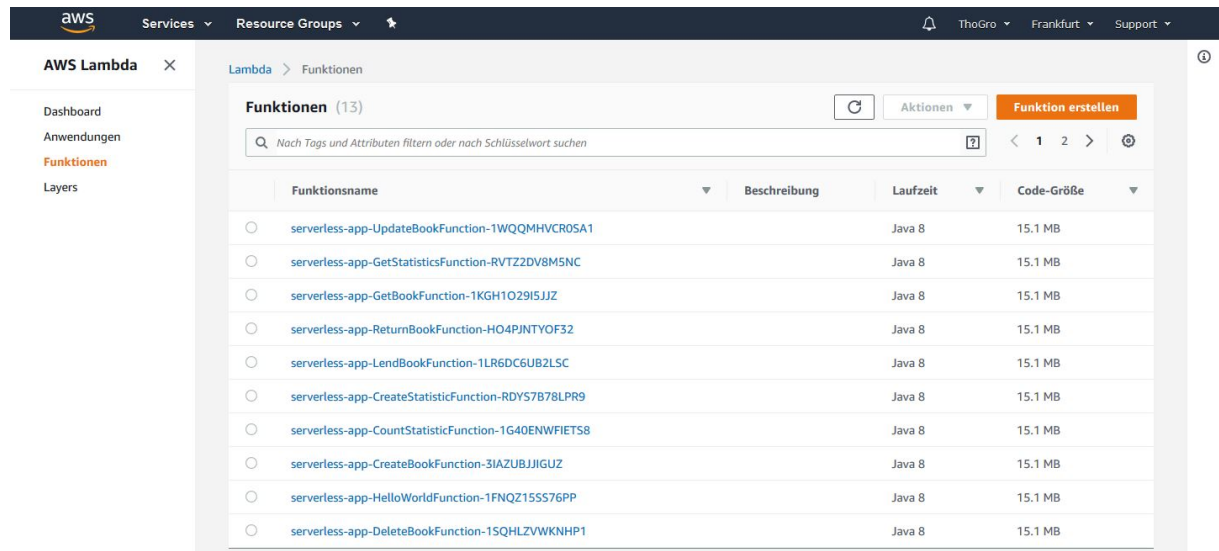 aws Services Resource Groups ThoGro Frankfurt Support
AWS Lambda
Dashboard
Anwendungen
Funktionen
Layers
Lambda > Funktionen
Funktionen (13) Aktionen Funktion erstellen
Nach Tags und Attributen filtern oder nach Schlüsselwort suchen ? < 1 2 >
Funktionsname Beschreibung Laufzeit Code-Größe
serverless-app-UpdateBookFunction-1WQQMHVCR0SA1 Java 8 15.1 MB
serverless-app-GetStatisticsFunction-RVTZ2DV8M5NC Java 8 15.1 MB
serverless-app-GetBookFunction-1KGH1O29I5JJZ Java 8 15.1 MB
serverless-app-ReturnBookFunction-HO4PJNTYOF32 Java 8 15.1 MB
serverless-app-LendBookFunction-1LR6DC6UB2LSC Java 8 15.1 MB
serverless-app-CreateStatisticFunction-RDYS7B78LPR9 Java 8 15.1 MB
serverless-app-CountStatisticFunction-1G40ENWFIETS8 Java 8 15.1 MB
serverless-app-CreateBookFunction-3IAZUBJJIGUZ Java 8 15.1 MB
serverless-app-HelloWorldFunction-1FNQZ15SS76PP Java 8 15.1 MB
serverless-app-DeleteBookFunction-1SQHLZVWKNHP1 Java 8 15.1 MB